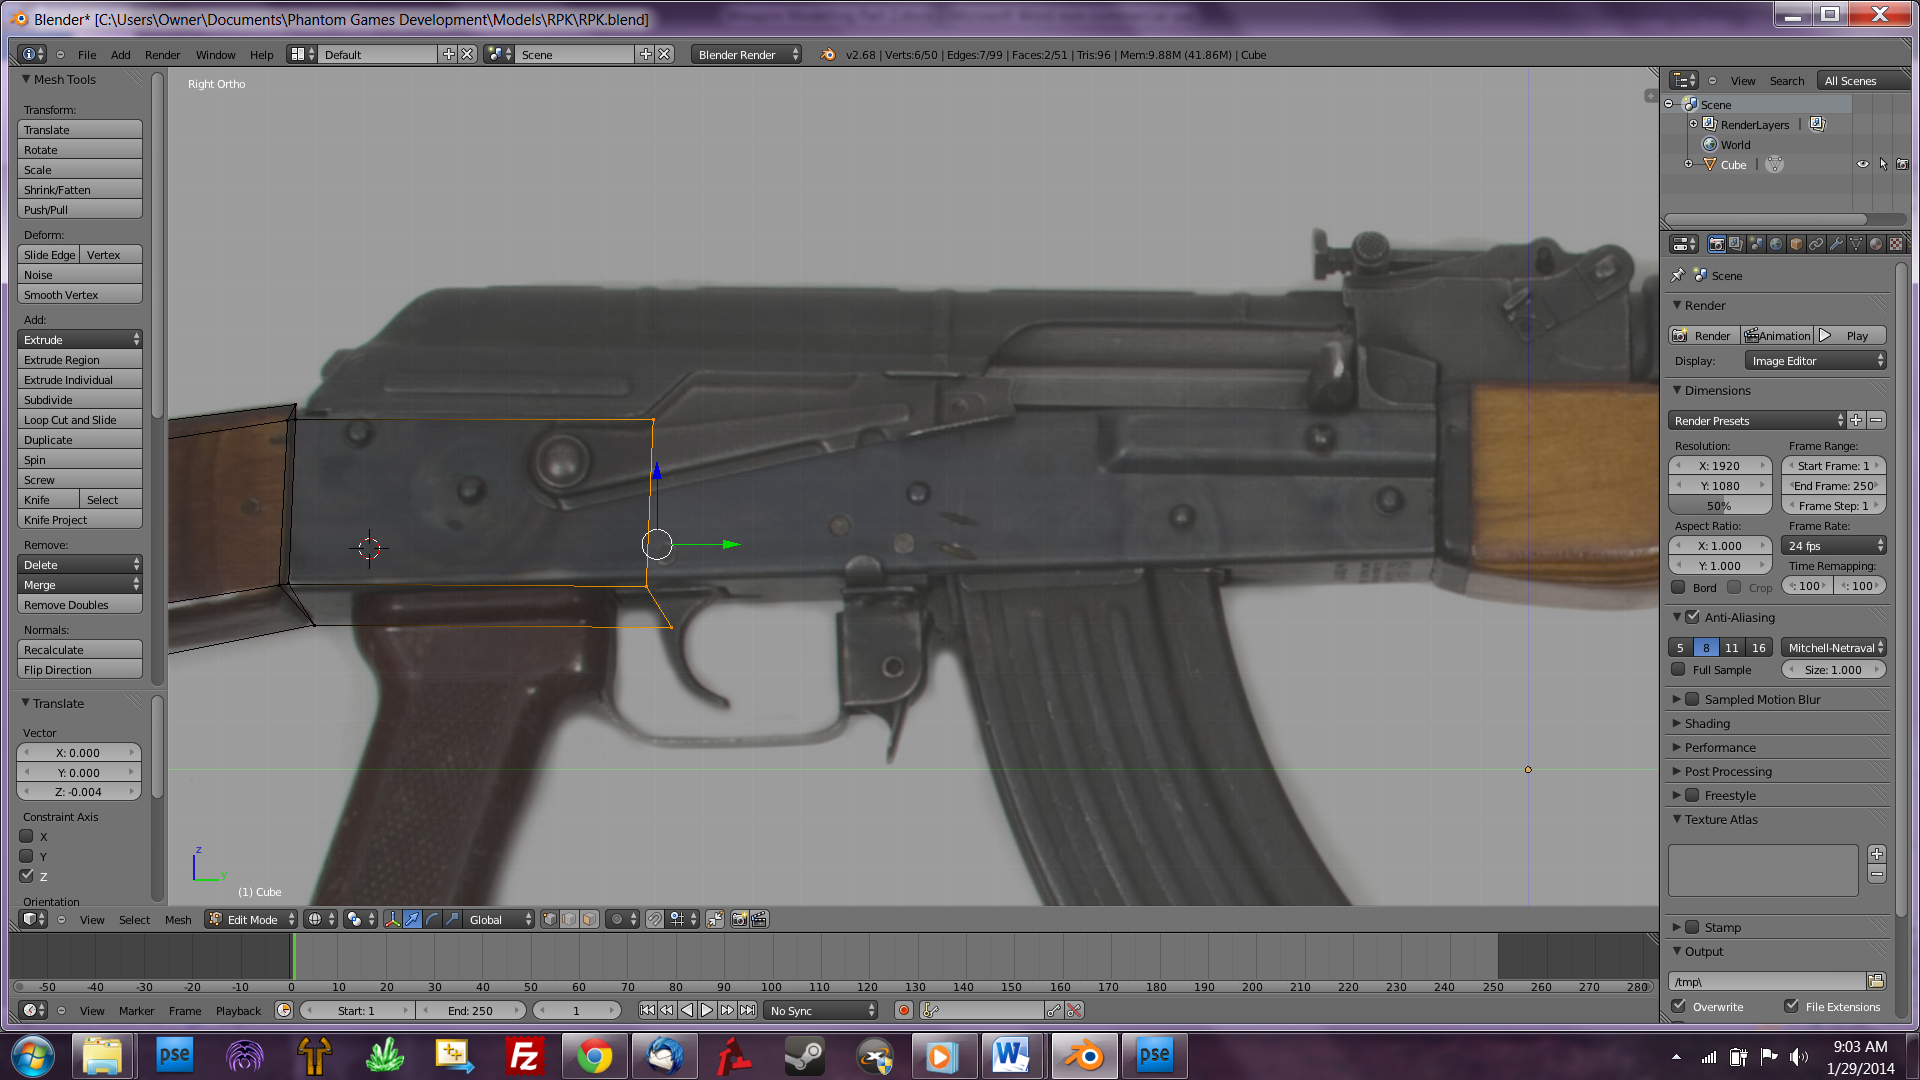 Blender* [C:\Users\Owner\Documents\Phantom Games Development\Models\RPK\RPK.blend]
File Add Render Window Help Default Scene Blender Render v2.68 | Verts:6/50 | Edges:7/99 | Faces:2/51 | Tris:96 | Mem:9.88M (41.86M) | Cube
Mesh Tools
Transform:
Translate
Rotate
Scale
Shrink/Fatten
Push/Pull
Deform:
Slide Edge Vertex
Noise
Smooth Vertex
Add:
Extrude
Extrude Region
Extrude Individual
Subdivide
Loop Cut and Slide
Duplicate
Spin
Screw
Knife Select
Knife Project
Remove:
Delete
Merge
Remove Doubles
Normals:
Recalculate
Flip Direction
Translate
Vector
X: 0.000
Y: 0.000
Z: -0.004
Constraint Axis
X
Y
Z
Orientation
Right Ortho
z
y
(1) Cube
View Search All Scenes
Scene
RenderLayers |
World
Cube |
Scene
Render
Render Animation Play
Display: Image Editor
Dimensions
Render Presets
Resolution: Frame Range:
X: 1920 Start Frame: 1
Y: 1080 End Frame: 250
50% Frame Step: 1
Aspect Ratio: Frame Rate:
X: 1.000 24 fps
Y: 1.000 Time Remapping:
Bord Crop : 100 : 100
Anti-Aliasing
5 8 11 16 Mitchell-Netraval
Full Sample Size: 1.000
Sampled Motion Blur
Shading
Performance
Post Processing
Freestyle
Texture Atlas
Stamp
Output
/tmp\
Overwrite File Extensions
View Select Mesh Edit Mode Global
-50 -40 -30 -20 -10 0 10 20 30 40 50 60 70 80 90 100 110 120 130 140 150 160 170 180 190 200 210 220 230 240 250 260 270 280
View Marker Frame Playback Start: 1 End: 250 1 No Sync
pse Fz W pse
9:03 AM
1/29/2014